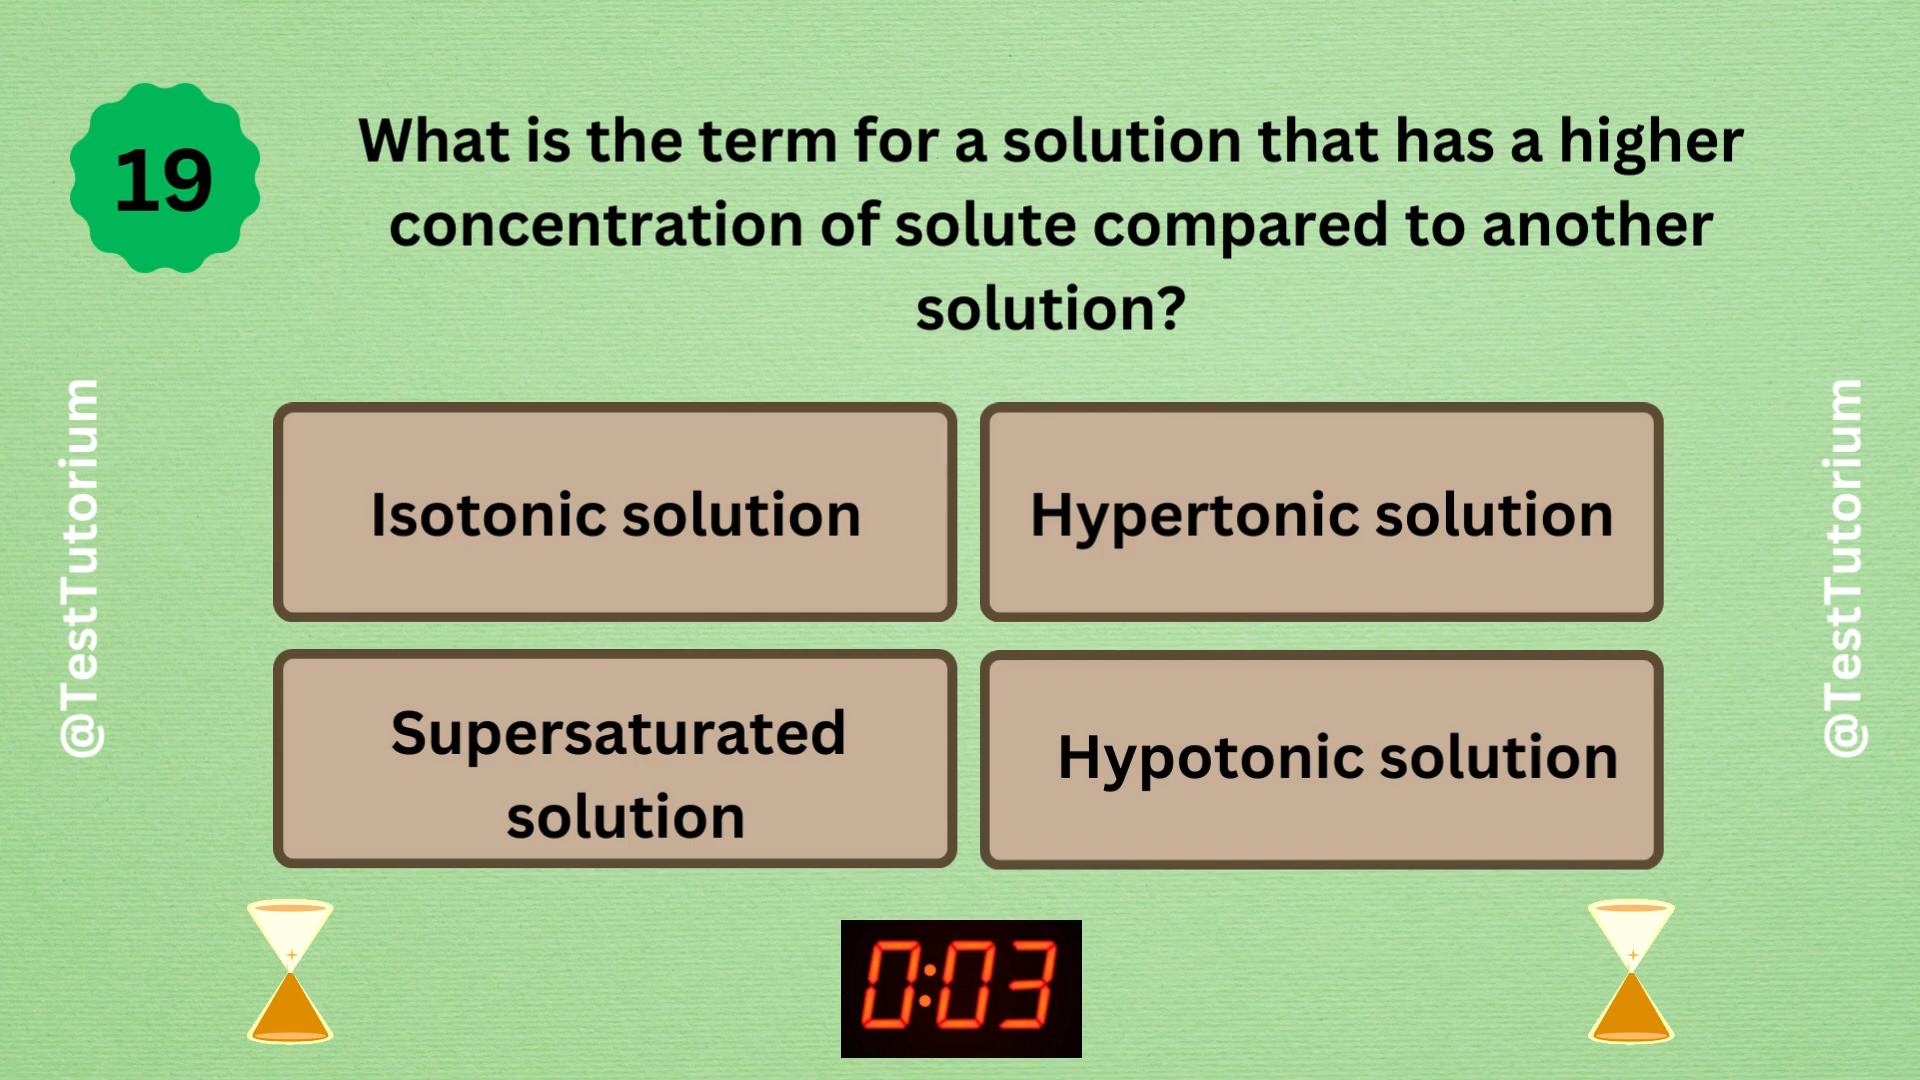 19
What is the term for a solution that has a higher
concentration of solute compared to another
solution?
Isotonic solution
Hypertonic solution
Supersaturated
solution
Hypotonic solution
@TestTutorium
@TestTutorium
0:03